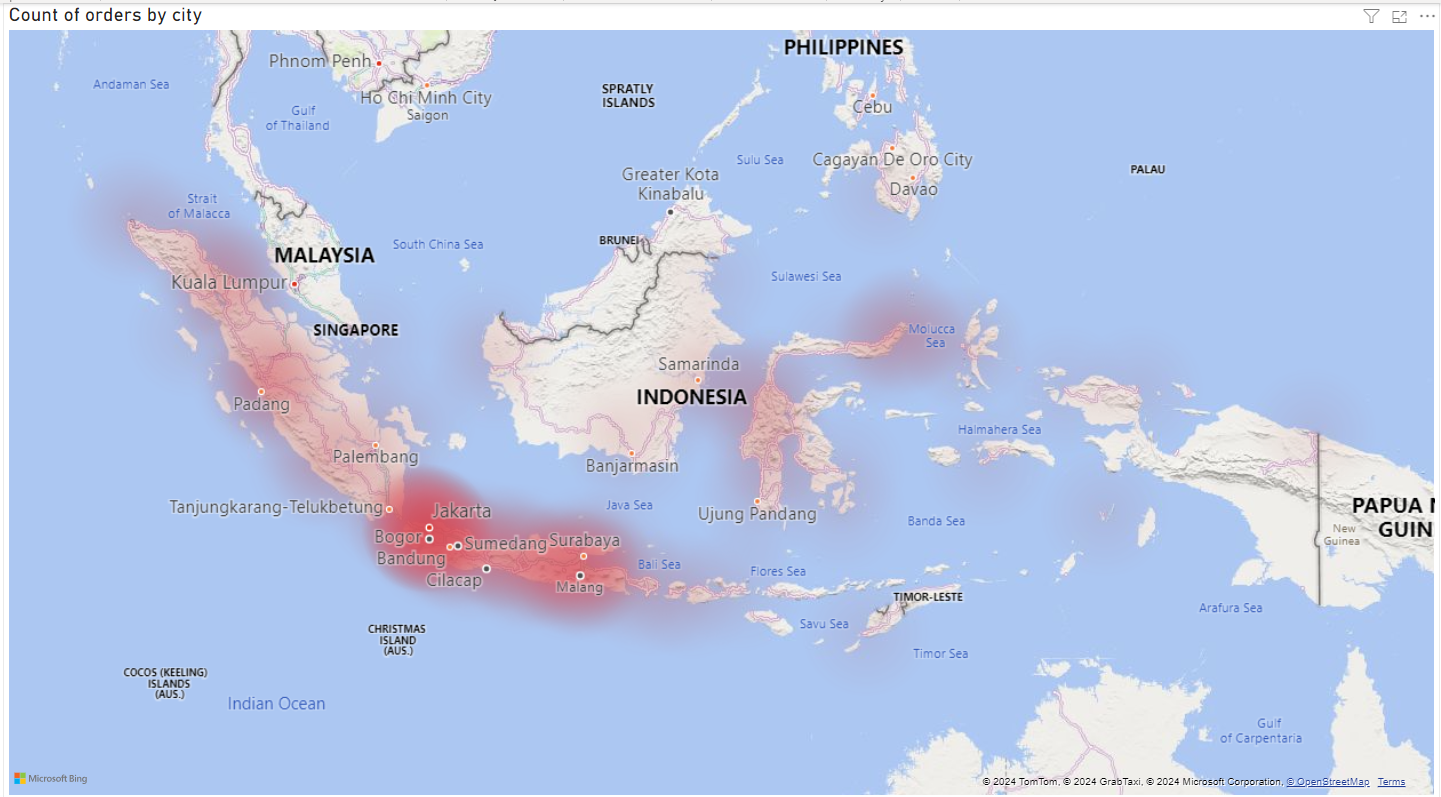 Count of orders by city
PHILIPPINES
Phnom Penh
Andaman Sea
SPRATLY
ISLANDS
Ho Chi Minh City
Saigon
Cebu
Gulf
of Thailand
Sulu Sea
Cagayan De Oro City
PALAU
Greater Kota
Kinabalu
Davao
Strait
of Malacca
BRUNEI
South China Sea
MALAYSIA
Sulawesi Sea
Kuala Lumpur
SINGAPORE
Molucca
Sea
Samarinda
INDONESIA
Padang
Halmahera Sea
Palembang
Banjarmasin
Tanjungkarang-Telukbetung
Jakarta
Java Sea
Ujung Pandang
Banda Sea
PAPUA N
GUIN
New
Guinea
Bogor
Sumedang
Surabaya
Bandung
Bali Sea
Flores Sea
Cilacap
Malang
TIMOR-LESTE
Arafura Sea
CHRISTMAS
ISLAND
(AUS.)
Savu Sea
Timor Sea
COCOS (KEELING)
ISLANDS
(AUS.)
Indian Ocean
Gulf
of Carpentaria
Microsoft Bing
© 2024 TomTom, © 2024 GrabTaxi, © 2024 Microsoft Corporation, © OpenStreetMap Terms